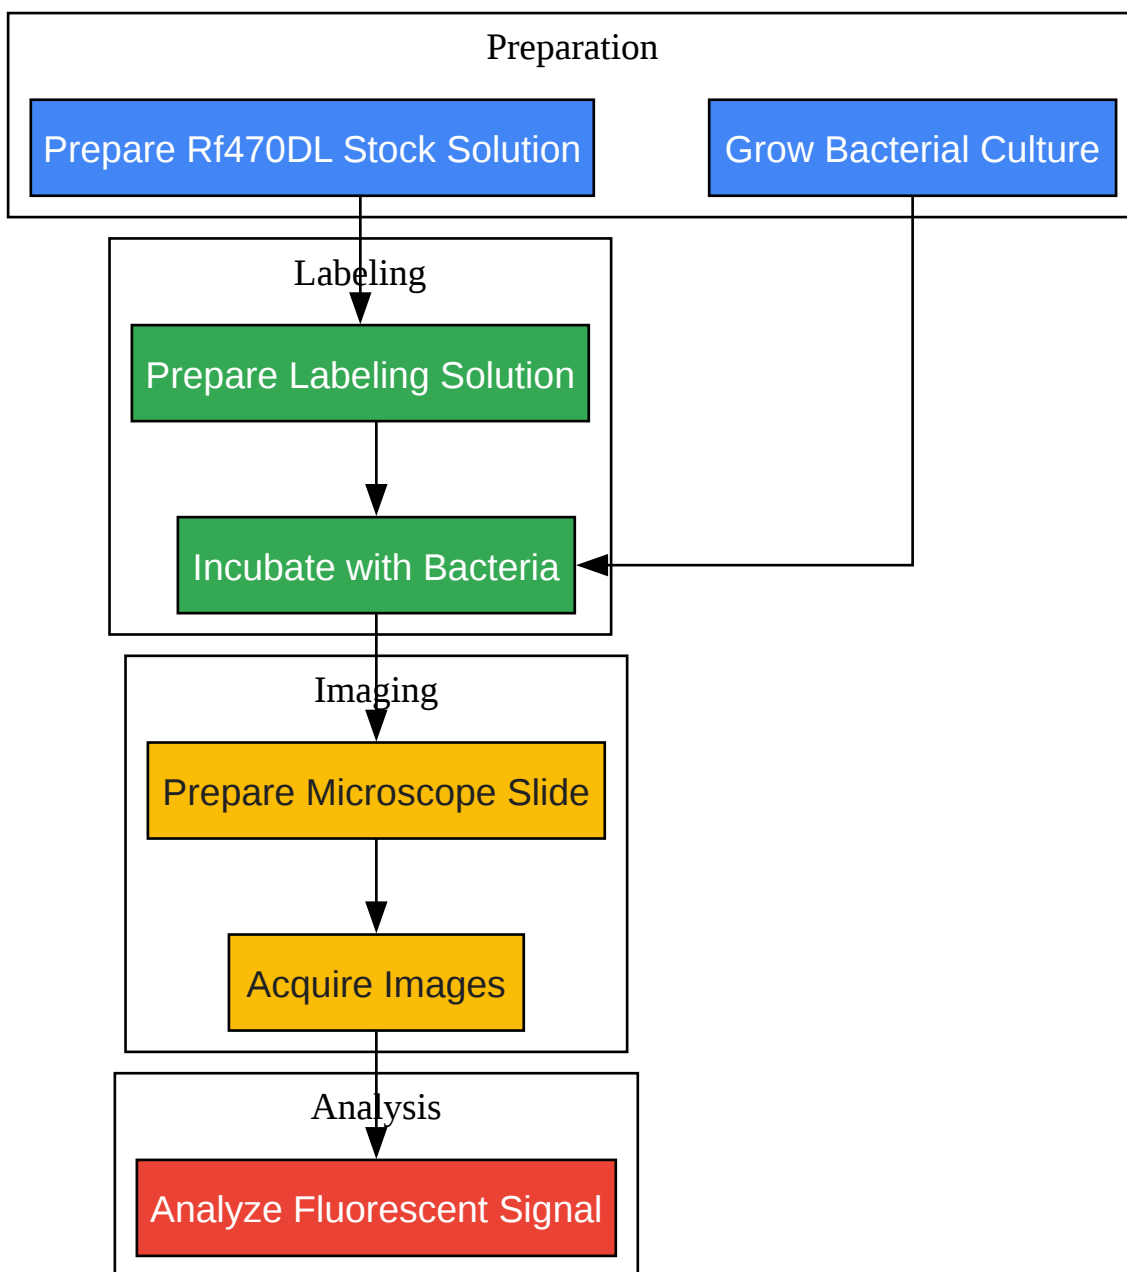 Preparation
Prepare Rf470DL Stock Solution
Grow Bacterial Culture
Labeling
Prepare Labeling Solution
Incubate with Bacteria
Imaging
Prepare Microscope Slide
Acquire Images
Analysis
Analyze Fluorescent Signal